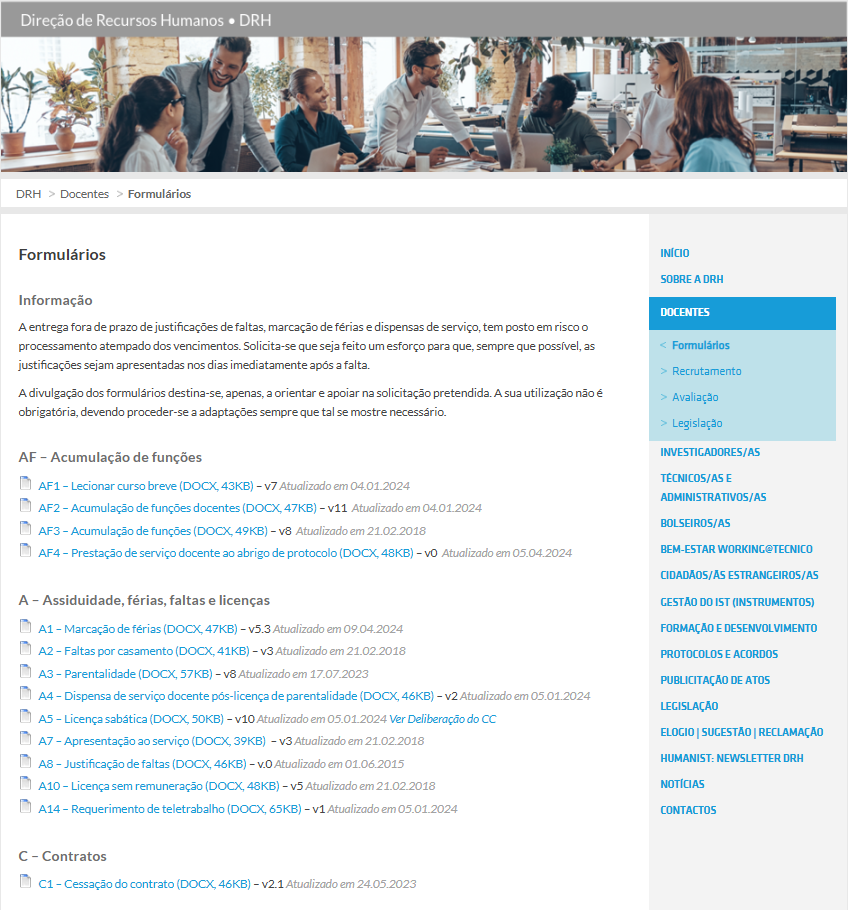 Direção de Recursos Humanos • DRH
DRH > Docentes > Formulários
Formulários
Informação
A entrega fora de prazo de justificações de faltas, marcação de férias e dispensas de serviço, tem posto em risco o
processamento atempado dos vencimentos. Solicita-se que seja feito um esforço para que, sempre que possível, as
justificações sejam apresentadas nos dias imediatamente após a falta.
A divulgação dos formulários destina-se, apenas, a orientar e apoiar na solicitação pretendida. A sua utilização não é
obrigatória, devendo proceder-se a adaptações sempre que tal se mostre necessário.
AF – Acumulação de funções
AF1 – Lecionar curso breve (DOCX, 43KB) – v7 Atualizado em 04.01.2024
AF2 – Acumulação de funções docentes (DOCX, 47KB) – v11 Atualizado em 04.01.2024
AF3 – Acumulação de funções (DOCX, 49KB) – v8 Atualizado em 21.02.2018
AF4 – Prestação de serviço docente ao abrigo de protocolo (DOCX, 48KB) – v0 Atualizado em 05.04.2024
A – Assiduidade, férias, faltas e licenças
A1 – Marcação de férias (DOCX, 47KB) – v5.3 Atualizado em 09.04.2024
A2 – Faltas por casamento (DOCX, 41KB) – v3 Atualizado em 21.02.2018
A3 – Parentalidade (DOCX, 57KB) – v8 Atualizado em 17.07.2023
A4 – Dispensa de serviço docente pós-licença de parentalidade (DOCX, 46KB) – v2 Atualizado em 05.01.2024
A5 – Licença sabática (DOCX, 50KB) – v10 Atualizado em 05.01.2024 Ver Deliberação do CC
A7 – Apresentação ao serviço (DOCX, 39KB) – v3 Atualizado em 21.02.2018
A8 – Justificação de faltas (DOCX, 46KB) – v.0 Atualizado em 01.06.2015
A10 – Licença sem remuneração (DOCX, 48KB) – v5 Atualizado em 21.02.2018
A14 – Requerimento de teletrabalho (DOCX, 65KB) – v1 Atualizado em 05.01.2024
C – Contratos
C1 – Cessação do contrato (DOCX, 46KB) – v2.1 Atualizado em 24.05.2023
INÍCIO
SOBRE A DRH
DOCENTES
< Formulários
> Recrutamento
> Avaliação
> Legislação
INVESTIGADORES/AS
TÉCNICOS/AS E
ADMINISTRATIVOS/AS
BOLSEIROS/AS
BEM-ESTAR WORKING@TECNICO
CIDADÃOS/ÃS ESTRANGEIROS/AS
GESTÃO DO IST (INSTRUMENTOS)
FORMAÇÃO E DESENVOLVIMENTO
PROTOCOLOS E ACORDOS
PUBLICITAÇÃO DE ATOS
LEGISLAÇÃO
ELOGIO | SUGESTÃO | RECLAMAÇÃO
HUMANIST: NEWSLETTER DRH
NOTÍCIAS
CONTACTOS